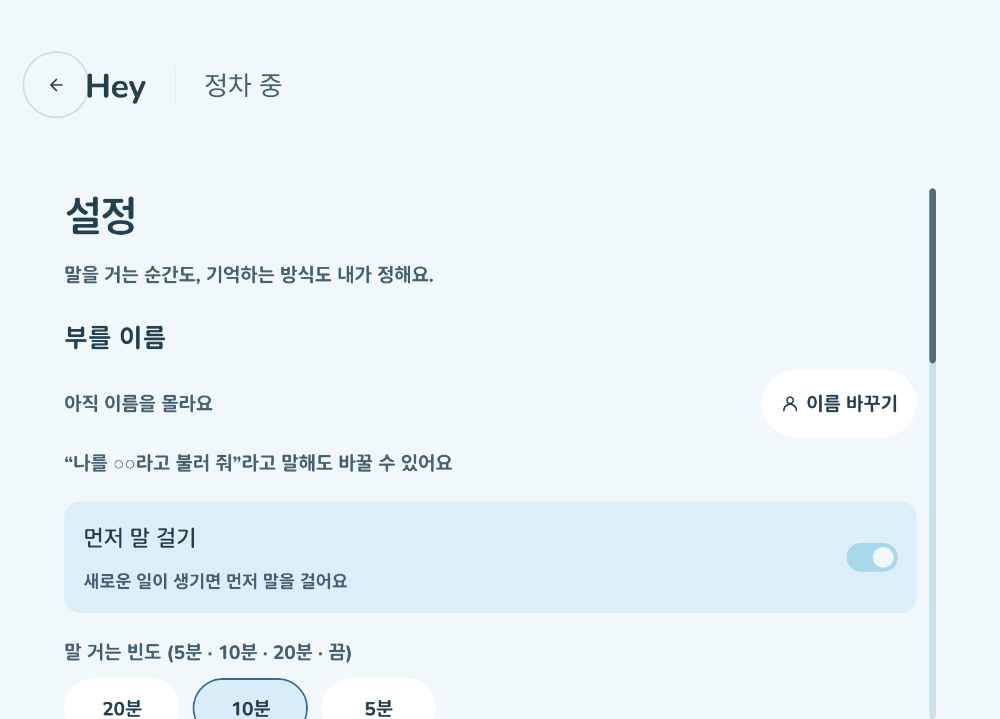 Hey
정차 중
설정
말을 거는 순간도, 기억하는 방식도 내가 정해요.
부를 이름
아직 이름을 몰라요
이름 바꾸기
“나를 ○○라고 불러 줘”라고 말해도 바꿀 수 있어요
먼저 말 걸기
새로운 일이 생기면 먼저 말을 걸어요
말 거는 빈도 (5분 · 10분 · 20분 · 끔)
20분
10분
5분